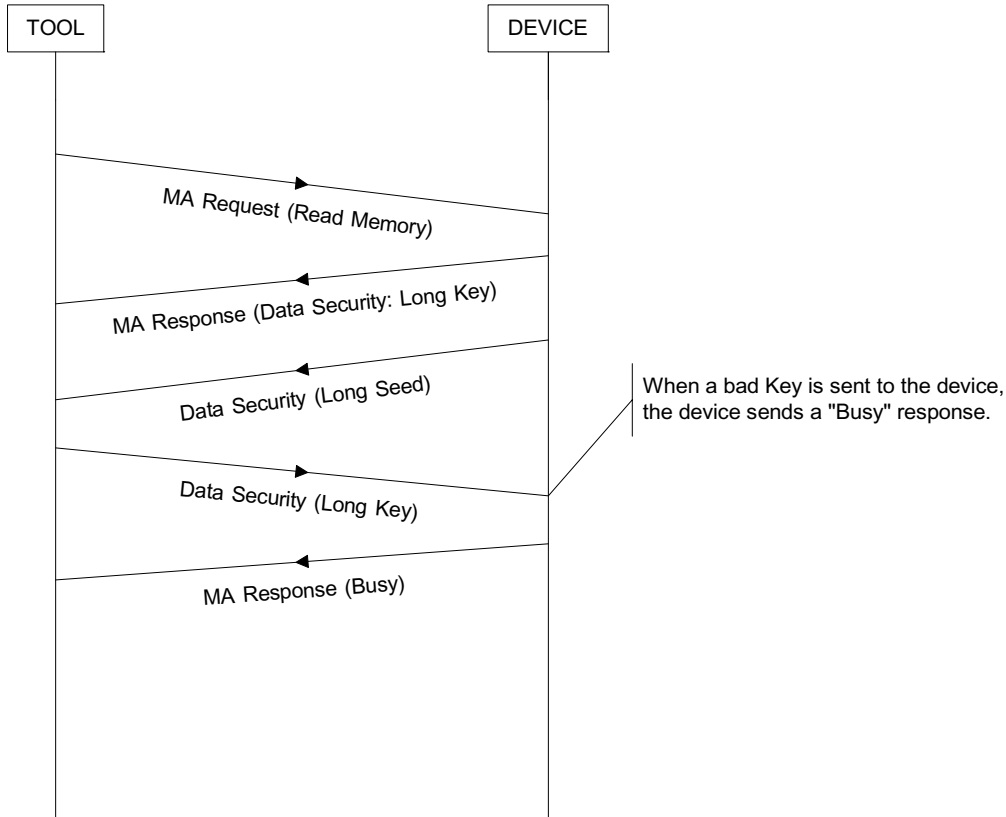 TOOL
DEVICE
MA Request (Read Memory)
MA Response (Data Security: Long Key)
Data Security (Long Seed)
When a bad Key is sent to the device,
the device sends a "Busy" response.
Data Security (Long Key)
MA Response (Busy)